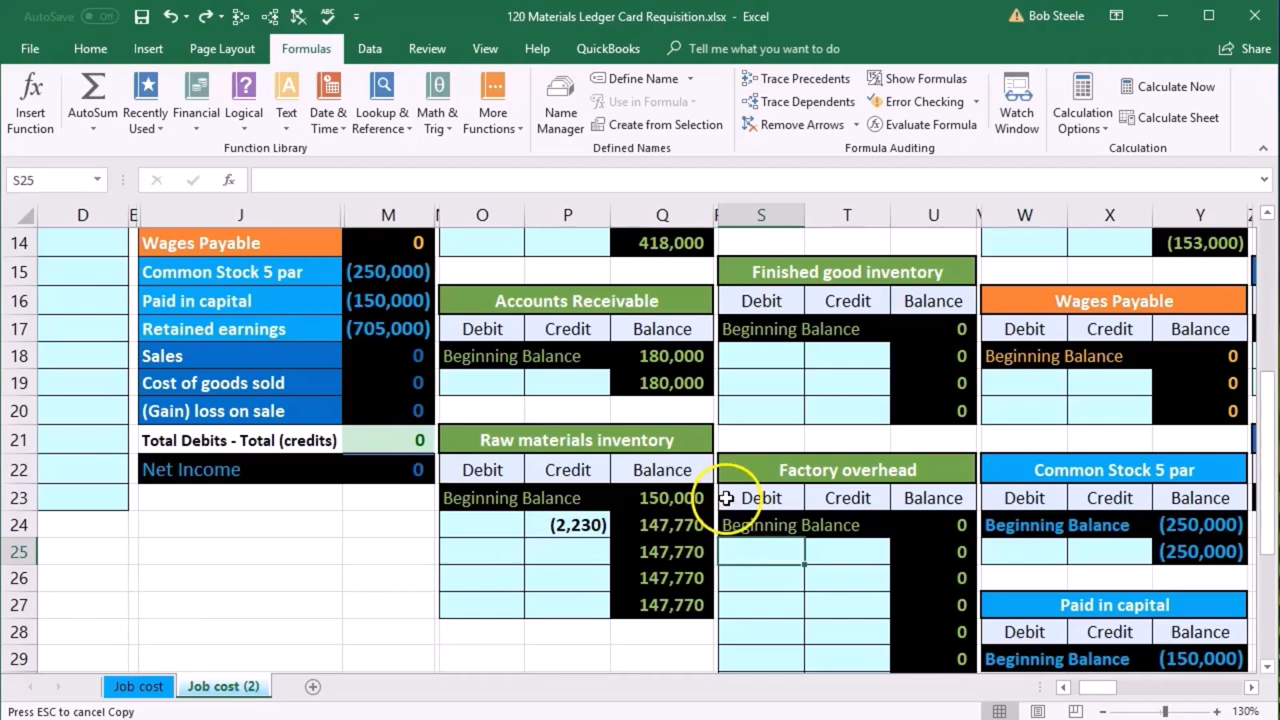 AutoSave Off 120 Materials Ledger Card Requisition.xlsx - Excel Bob Steele
File Home Insert Page Layout Formulas Data Review View Help QuickBooks Tell me what you want to do Share
Insert Function AutoSum Recently Used Financial Logical Text Date & Time Lookup & Reference Math & Trig More Functions
Function Library
Name Manager Define Name Use in Formula Create from Selection
Defined Names
Trace Precedents Show Formulas
Trace Dependents Error Checking
Remove Arrows Evaluate Formula
Watch Window
Formula Auditing
Calculation Options Calculate Now Calculate Sheet
Calculation
S25 fx
D E J M O P Q S T U W X Y
14 Wages Payable 0 418,000 (153,000)
15 Common Stock 5 par (250,000) Finished good inventory
16 Paid in capital (150,000) Accounts Receivable Debit Credit Balance Wages Payable
17 Retained earnings (705,000) Debit Credit Balance Beginning Balance 0 Debit Credit Balance
18 Sales 0 Beginning Balance 180,000 0 Beginning Balance 0
19 Cost of goods sold 0 180,000 0 0
20 (Gain) loss on sale 0 0 0
21 Total Debits - Total (credits) 0 Raw materials inventory
22 Net Income 0 Debit Credit Balance Factory overhead Common Stock 5 par
23 Beginning Balance 150,000 Debit Credit Balance Debit Credit Balance
24 (2,230) 147,770 Beginning Balance 0 Beginning Balance (250,000)
25 147,770 0 (250,000)
26 147,770 0
27 147,770 0 Paid in capital
28 0 Debit Credit Balance
29 0 Beginning Balance (150,000)
Job cost Job cost (2)
Press ESC to cancel Copy 130%